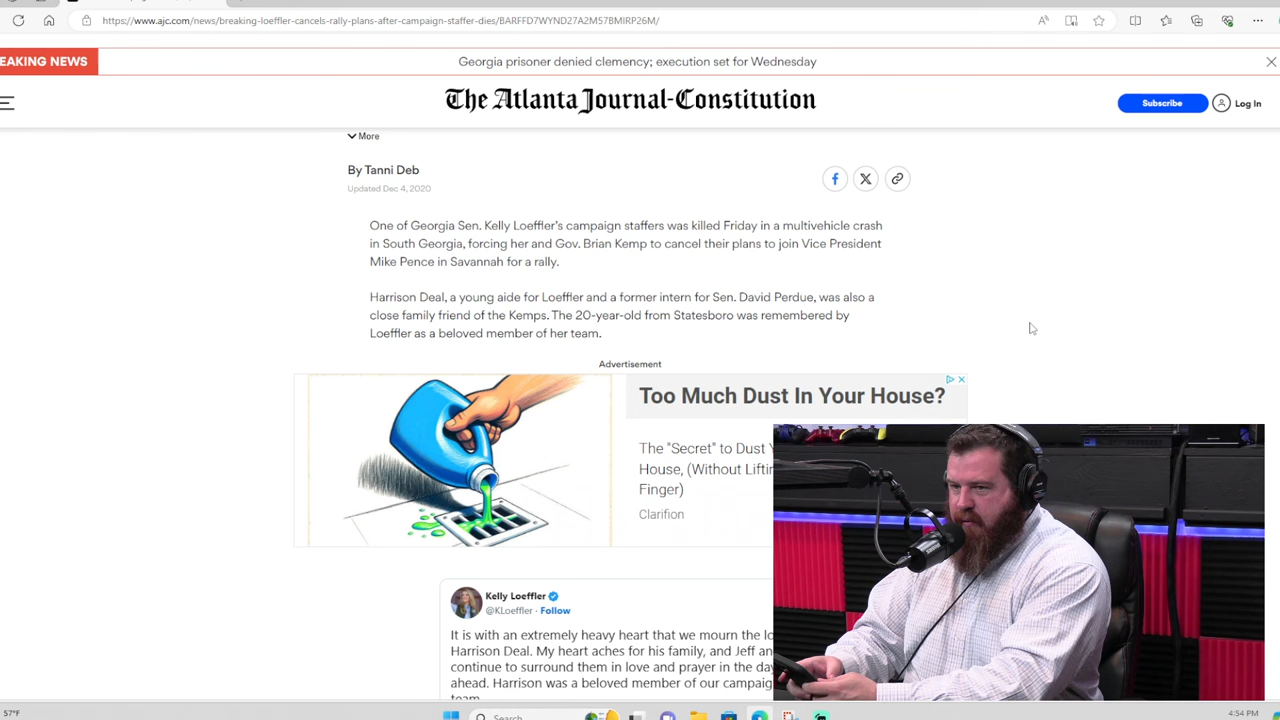 https://www.ajc.com/news/breaking-loeffler-cancels-rally-plans-after-campaign-staffer-dies/BARFFD7WYND27A2M57BMIRP26M/
EAKING NEWS
Georgia prisoner denied clemency; execution set for Wednesday
The Atlanta Journal-Constitution
Subscribe
Log In
More
By Tanni Deb
Updated Dec 4, 2020
One of Georgia Sen. Kelly Loeffler's campaign staffers was killed Friday in a multivehicle crash
in South Georgia, forcing her and Gov. Brian Kemp to cancel their plans to join Vice President
Mike Pence in Savannah for a rally.
Harrison Deal, a young aide for Loeffler and a former intern for Sen. David Perdue, was also a
close family friend of the Kemps. The 20-year-old from Statesboro was remembered by
Loeffler as a beloved member of her team.
Advertisement
Too Much Dust In Your House?
The "Secret" to Dust
House, (Without Liftin
Finger)
Clarifion
Kelly Loeffler
@KLoeffler · Follow
It is with an extremely heavy heart that we mourn the lo
Harrison Deal. My heart aches for his family, and Jeff an
continue to surround them in love and prayer in the day
ahead. Harrison was a beloved member of our campaig
team
57°F
Search
4:54 PM